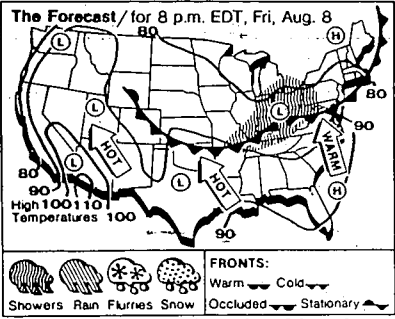 The Forecast/for 8 p.m. EDT, Fri, Aug. 8
80
H
L
L
L
80
90
HOT
WARM
L
L
HOT
H
80
90
100 110 100
High
Temperatures
90
FRONTS:
Warm Cold
Showers Rain Flurries Snow
Occluded Stationary